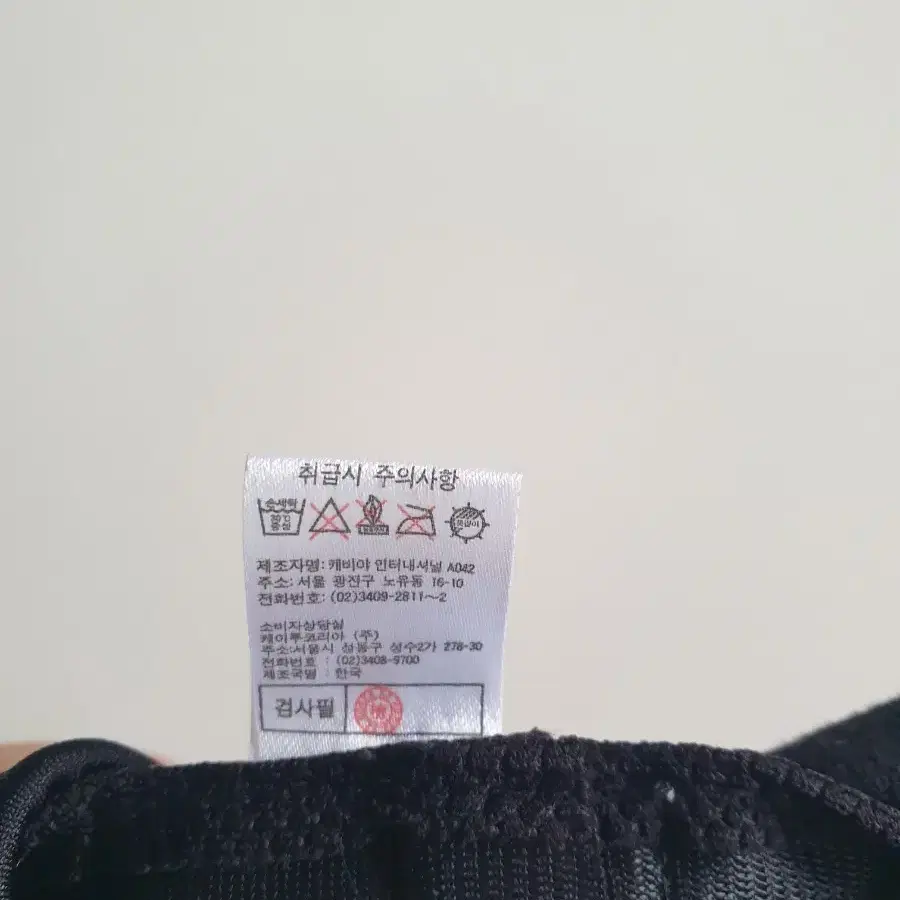 취급시 주의사항
손세탁
중성
제조자명: 캐비야 인터내셔널 A042
주소: 서울 광진구 노유동 16-10
전화번호: (02)3409-2811~2
소비자상담실
케이투코리아 (주)
주소:서울시 성동구 성수2가 278-30
전화번호 : (02)3408-9700
제조국명 : 한국
검사필